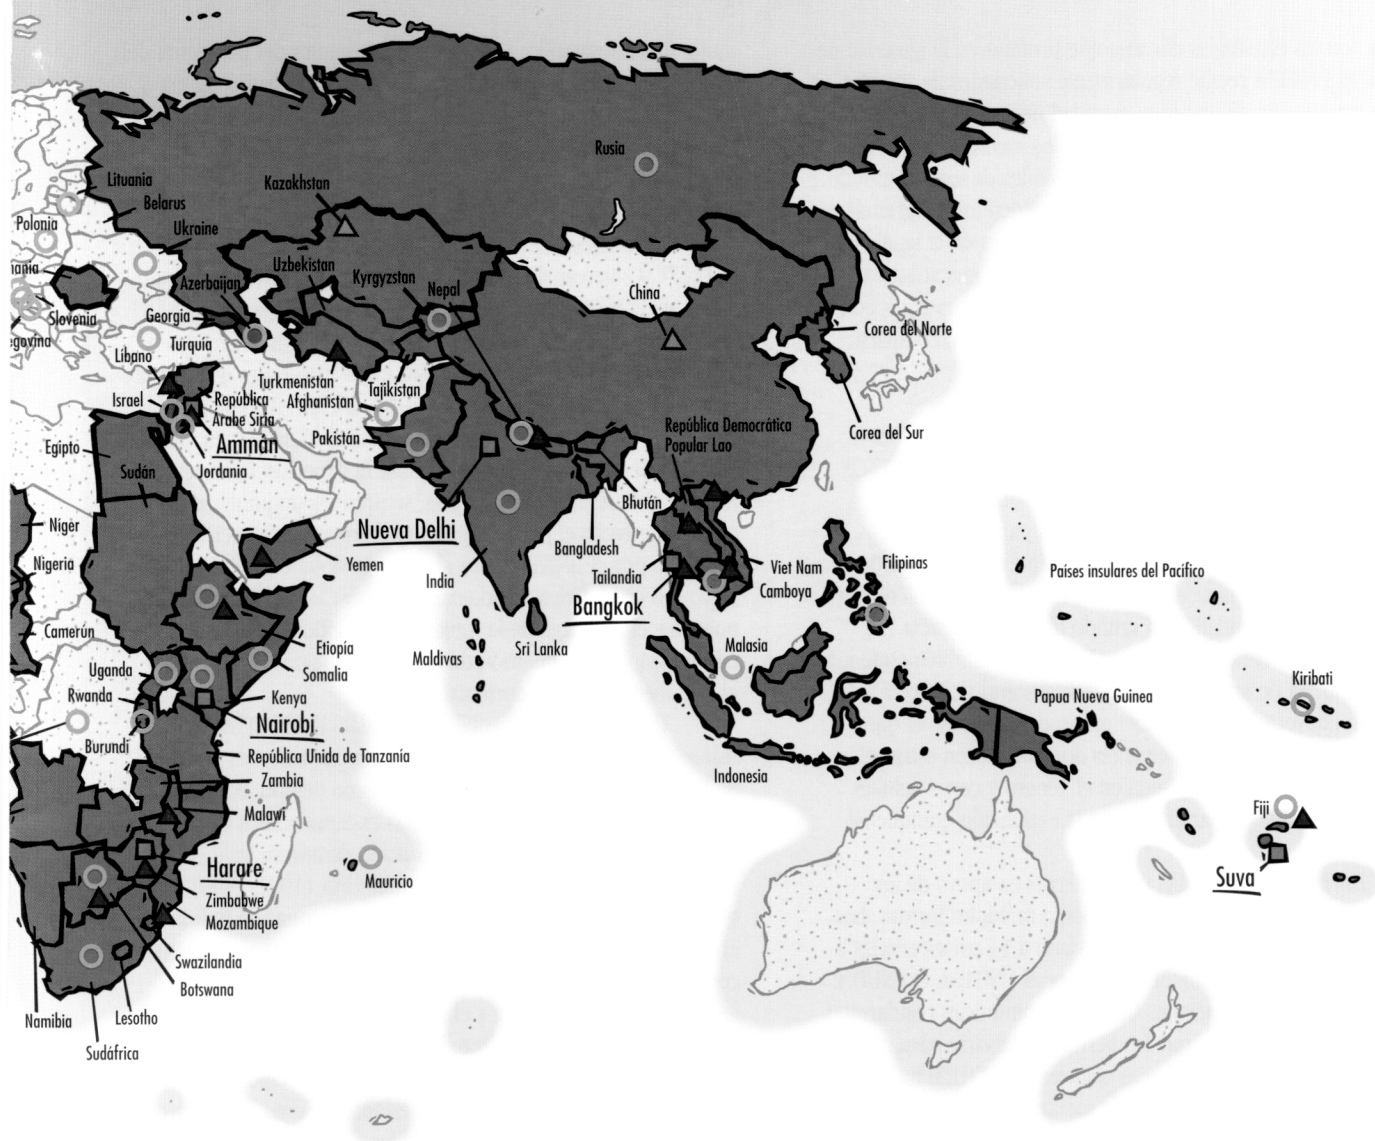 Rusia
Lituania
Kazakhstan
Belarus
Polonia
Ukraine
Uzbekistan
ania
Kyrgyzstan
Azerbaijan
Nepal
China
Georgia
Slovenia
Corea del Norte
egovina
Turquía
Líbano
Turkmenistan
Tajikistan
Israel
República
Arabe Siria
Afghanistan
República Democrática
Popular Lao
Corea del Sur
Ammán
Pakistán
Egipto
Sudán
Jordania
Bhután
Níger
Nueva Delhi
Bangladesh
Nigeria
Yemen
Tailandia
Viet Nam
Filipinas
Países insulares del Pacífico
India
Camboya
Bangkok
Camerún
Etiopía
Sri Lanka
Malasia
Maldivas
Uganda
Somalia
Kiribati
Rwanda
Kenya
Papua Nueva Guinea
Nairobi
Burundi
República Unida de Tanzanía
Indonesia
Zambia
Malawi
Fiji
Harare
Mauricio
Suva
Zimbabwe
Mozambique
Swazilandia
Botswana
Namibia
Lesotho
Sudáfrica